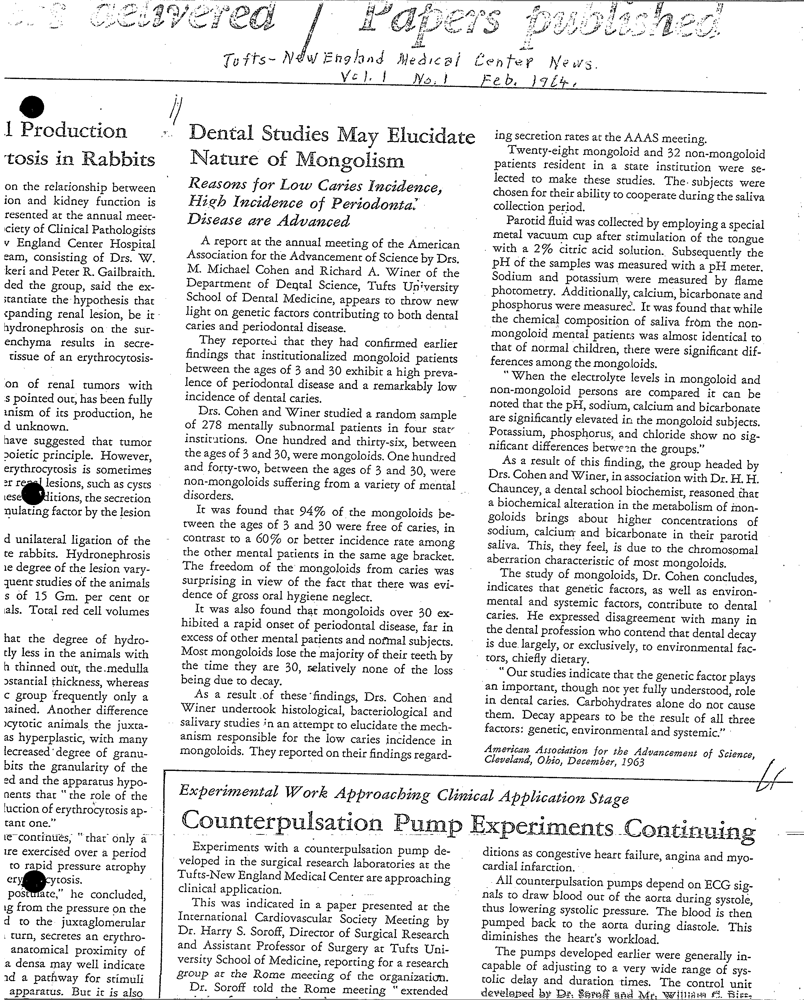 delivered / Papers published
Tufts-New England Medical Center News.
Vol. 1 No. 1 Feb. 1964.
l Production
tosis in Rabbits
on the relationship between
ion and kidney function is
resented at the annual meet-
ciety of Clinical Pathologists
w England Center Hospital
eam, consisting of Drs. W.
keri and Peter R. Gailbraith.
ded the group, said the ex-
stantiate the hypothesis that
xpanding renal lesion, be it
hydronephrosis on the sur-
enchyma results in secre-
tissue of an erythrocytosis-
on of renal tumors with
s pointed out, has been fully
anism of its production, he
d unknown.
have suggested that tumor
poietic principle. However,
erythrocytosis is sometimes
er renal lesions, such as cysts
ese ditions, the secretion
mulating factor by the lesion
d unilateral ligation of the
te rabbits. Hydronephrosis
e degree of the lesion vary-
quent studies of the animals
s of 15 Gm. per cent or
als. Total red cell volumes
hat the degree of hydro-
tly less in the animals with
h thinned out, the medulla
ostantial thickness, whereas
c group frequently only a
ained. Another difference
ocytotic animals the juxta-
as hyperplastic, with many
decreased degree of granu-
bits the granularity of the
ed and the apparatus hypo-
nents that "the role of the
luction of erythrocytosis ap-
tant one."
ie continues, "that only a
ire exercised over a period
to rapid pressure atrophy
ery cytosis.
postulate," he concluded,
ng from the pressure on the
d to the juxtaglomerular
turn, secretes an erythro-
anatomical proximity of
a densa may well indicate
nd a pathway for stimuli
apparatus. But it is also
Dental Studies May Elucidate
Nature of Mongolism
Reasons for Low Caries Incidence,
High Incidence of Periodontal
Disease are Advanced
A report at the annual meeting of the American
Association for the Advancement of Science by Drs.
M. Michael Cohen and Richard A. Winer of the
Department of Dental Science, Tufts University
School of Dental Medicine, appears to throw new
light on genetic factors contributing to both dental
caries and periodontal disease.
They reported that they had confirmed earlier
findings that institutionalized mongoloid patients
between the ages of 3 and 30 exhibit a high preva-
lence of periodontal disease and a remarkably low
incidence of dental caries.
Drs. Cohen and Winer studied a random sample
of 278 mentally subnormal patients in four state
institutions. One hundred and thirty-six, between
the ages of 3 and 30, were mongoloids. One hundred
and forty-two, between the ages of 3 and 30, were
non-mongoloids suffering from a variety of mental
disorders.
It was found that 94% of the mongoloids be-
tween the ages of 3 and 30 were free of caries, in
contrast to a 60% or better incidence rate among
the other mental patients in the same age bracket.
The freedom of the mongoloids from caries was
surprising in view of the fact that there was evi-
dence of gross oral hygiene neglect.
It was also found that mongoloids over 30 ex-
hibited a rapid onset of periodontal disease, far in
excess of other mental patients and normal subjects.
Most mongoloids lose the majority of their teeth by
the time they are 30, relatively none of the loss
being due to decay.
As a result of these findings, Drs. Cohen and
Winer undertook histological, bacteriological and
salivary studies in an attempt to elucidate the mech-
anism responsible for the low caries incidence in
mongoloids. They reported on their findings regard-
ing secretion rates at the AAAS meeting.
Twenty-eight mongoloid and 32 non-mongoloid
patients resident in a state institution were se-
lected to make these studies. The subjects were
chosen for their ability to cooperate during the saliva
collection period.
Parotid fluid was collected by employing a special
metal vacuum cup after stimulation of the tongue
with a 2% citric acid solution. Subsequently the
pH of the samples was measured with a pH meter.
Sodium and potassium were measured by flame
photometry. Additionally, calcium, bicarbonate and
phosphorus were measured. It was found that while
the chemical composition of saliva from the non-
mongoloid mental patients was almost identical to
that of normal children, there were significant dif-
ferences among the mongoloids.
"When the electrolyte levels in mongoloid and
non-mongoloid persons are compared it can be
noted that the pH, sodium, calcium and bicarbonate
are significantly elevated in the mongoloid subjects.
Potassium, phosphorus, and chloride show no sig-
nificant differences between the groups."
As a result of this finding, the group headed by
Drs. Cohen and Winer, in association with Dr. H. H.
Chauncey, a dental school biochemist, reasoned that
a biochemical alteration in the metabolism of mon-
goloids brings about higher concentrations of
sodium, calcium and bicarbonate in their parotid
saliva. This, they feel, is due to the chromosomal
aberration characteristic of most mongoloids.
The study of mongoloids, Dr. Cohen concludes,
indicates that genetic factors, as well as environ-
mental and systemic factors, contribute to dental
caries. He expressed disagreement with many in
the dental profession who contend that dental decay
is due largely, or exclusively, to environmental fac-
tors, chiefly dietary.
"Our studies indicate that the genetic factor plays
an important, though not yet fully understood, role
in dental caries. Carbohydrates alone do not cause
them. Decay appears to be the result of all three
factors: genetic, environmental and systemic."
American Association for the Advancement of Science,
Cleveland, Ohio, December, 1963
Experimental Work Approaching Clinical Application Stage
Counterpulsation Pump Experiments Continuing
Experiments with a counterpulsation pump de-
veloped in the surgical research laboratories at the
Tufts-New England Medical Center are approaching
clinical application.
This was indicated in a paper presented at the
International Cardiovascular Society Meeting by
Dr. Harry S. Soroff, Director of Surgical Research
and Assistant Professor of Surgery at Tufts Uni-
versity School of Medicine, reporting for a research
group at the Rome meeting of the organization.
Dr. Soroff told the Rome meeting "extended
ditions as congestive heart failure, angina and myo-
cardial infarction.
All counterpulsation pumps depend on ECG sig-
nals to draw blood out of the aorta during systole,
thus lowering systolic pressure. The blood is then
pumped back to the aorta during diastole. This
diminishes the heart's workload.
The pumps developed earlier were generally in-
capable of adjusting to a very wide range of sys-
tolic delay and duration times. The control unit
developed by Dr. Soroff and Mr. William C. Birt-